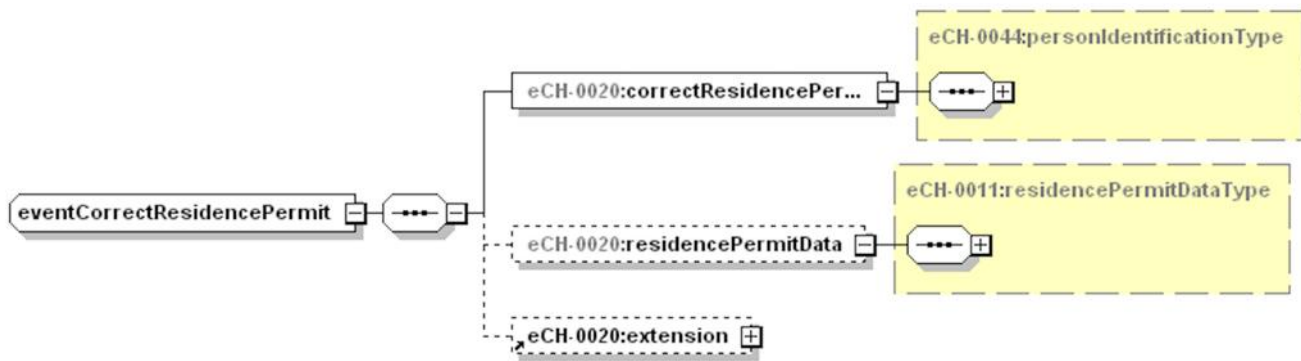 eCH-0044:personIdentificationType
eCH-0020:correctResidencePer...
eventCorrectResidencePermit
eCH-0011:residencePermitDataType
eCH-0020:residencePermitData
eCH-0020:extension